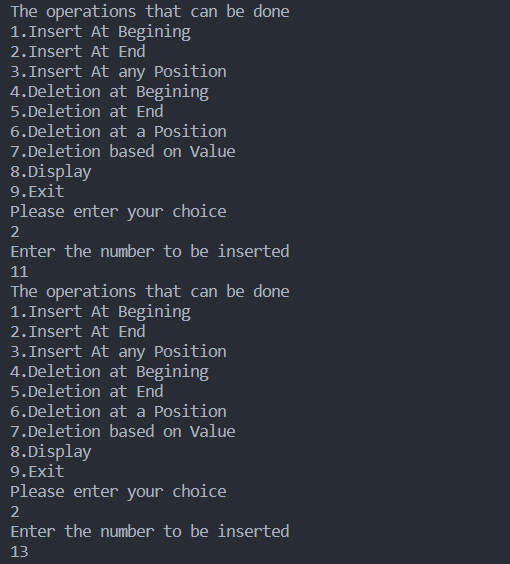 The operations that can be done
1.Insert At Begining
2.Insert At End
3.Insert At any Position
4.Deletion at Begining
5.Deletion at End
6.Deletion at a Position
7.Deletion based on Value
8.Display
9.Exit
Please enter your choice
2
Enter the number to be inserted
11
The operations that can be done
1.Insert At Begining
2.Insert At End
3.Insert At any Position
4.Deletion at Begining
5.Deletion at End
6.Deletion at a Position
7.Deletion based on Value
8.Display
9.Exit
Please enter your choice
2
Enter the number to be inserted
13